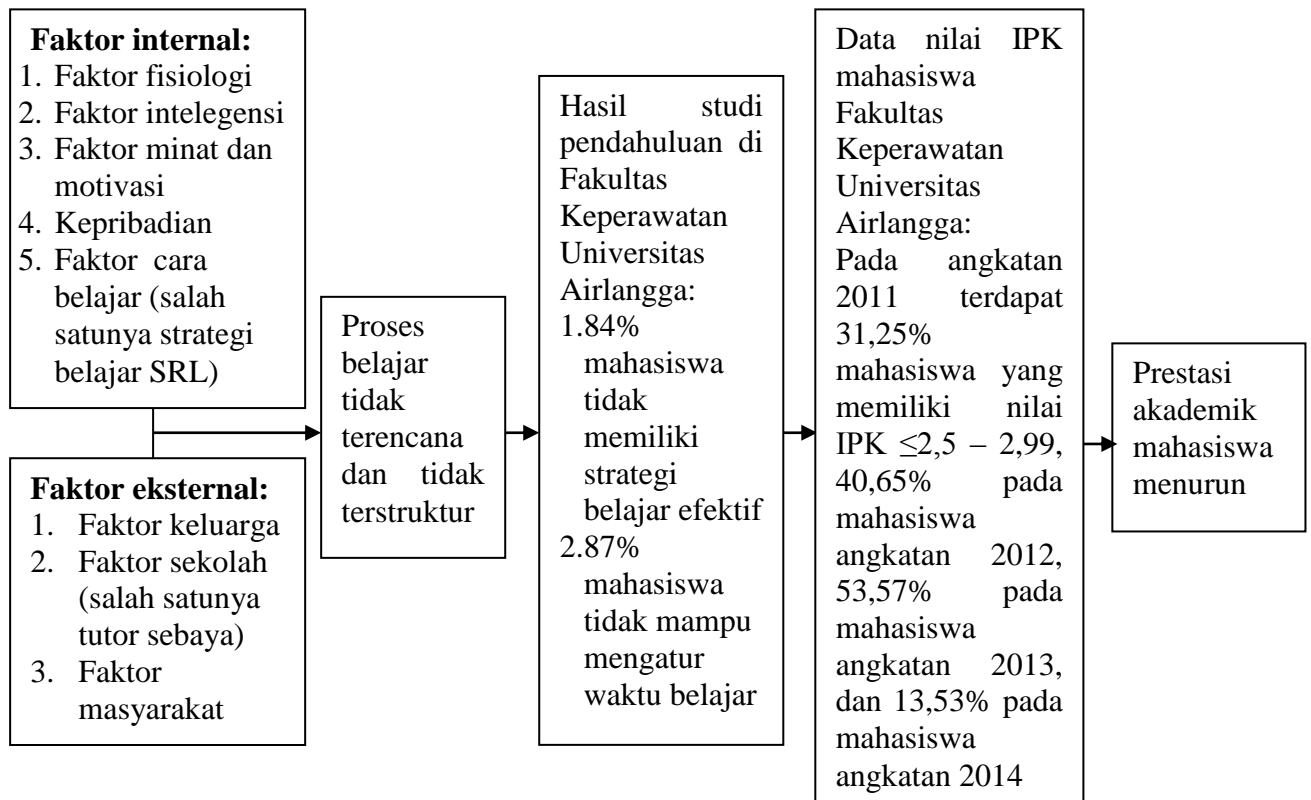 Faktor internal:
1. Faktor fisiologi
2. Faktor intelegensi
3. Faktor minat dan
motivasi
4. Kepribadian
5. Faktor cara
belajar (salah
satunya strategi
belajar SRL)
Faktor eksternal:
1. Faktor keluarga
2. Faktor sekolah
(salah satunya
tutor sebaya)
3. Faktor
masyarakat
Proses
belajar
tidak
terencana
dan tidak
terstruktur
Hasil studi
pendahuluan di
Fakultas
Keperawatan
Universitas
Airlangga:
1.84%
mahasiswa
tidak
memiliki
strategi
belajar efektif
2.87%
mahasiswa
tidak mampu
mengatur
waktu belajar
Data nilai IPK
mahasiswa
Fakultas
Keperawatan
Universitas
Airlangga:
Pada angkatan
2011 terdapat
31,25%
mahasiswa yang
memiliki nilai
IPK ≤2,5 – 2,99,
40,65% pada
mahasiswa
angkatan 2012,
53,57% pada
mahasiswa
angkatan 2013,
dan 13,53% pada
mahasiswa
angkatan 2014
Prestasi
akademik
mahasiswa
menurun